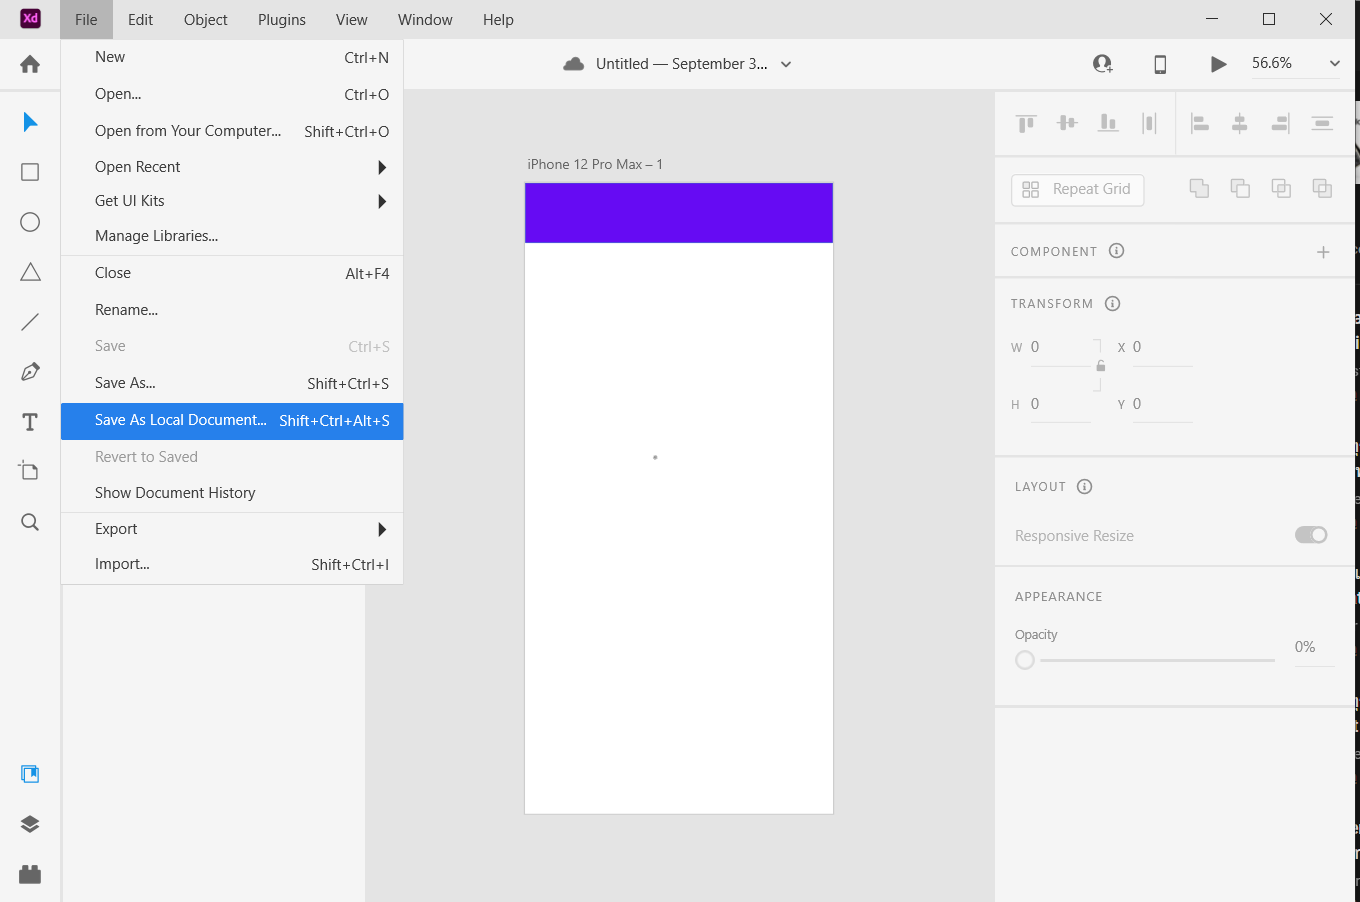 Xd File Edit Object Plugins View Window Help
Untitled — September 3... 56.6%
New Ctrl+N
Open... Ctrl+O
Open from Your Computer... Shift+Ctrl+O
Open Recent
Get UI Kits
Manage Libraries...
Close Alt+F4
Rename...
Save Ctrl+S
Save As... Shift+Ctrl+S
Save As Local Document... Shift+Ctrl+Alt+S
Revert to Saved
Show Document History
Export
Import... Shift+Ctrl+I
iPhone 12 Pro Max – 1
Repeat Grid
COMPONENT
TRANSFORM
W 0 X 0
H 0 Y 0
LAYOUT
Responsive Resize
APPEARANCE
Opacity
0%